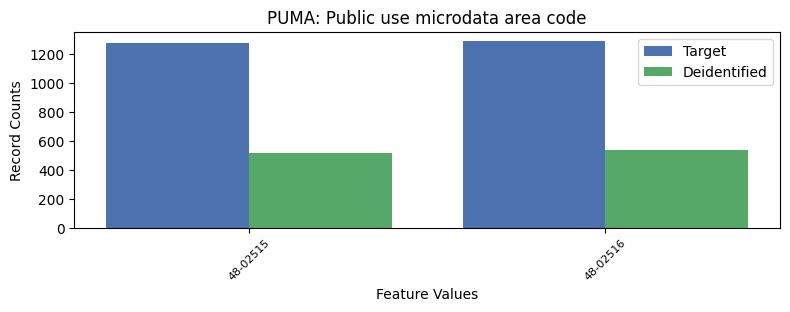 PUMA: Public use microdata area code
Record Counts
1200
1000
800
600
400
200
0
Target
Deidentified
48-02515
48-02516
Feature Values